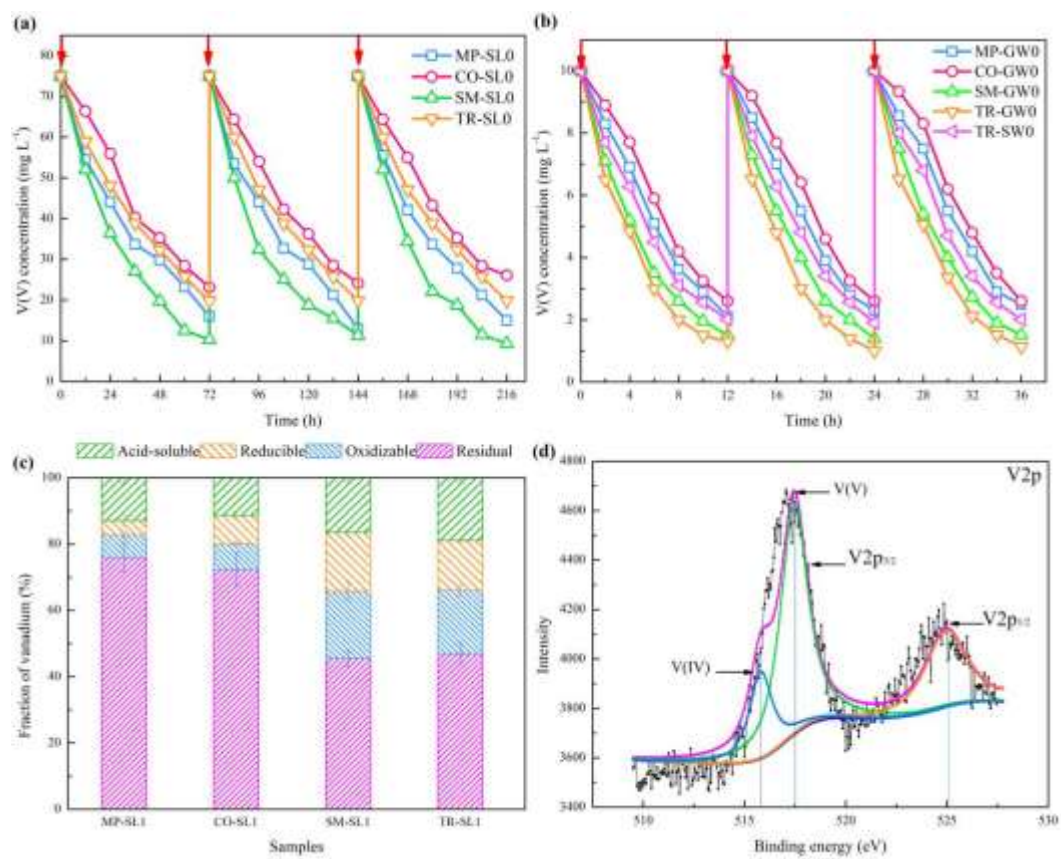 (a)
V(V) concentration (mg L⁻¹)
80
70
60
50
40
30
20
10
0
MP-SL0
CO-SL0
SM-SL0
TR-SL0
0 24 48 72 96 120 144 168 192 216
Time (h)
(b)
V(V) concentration (mg L⁻¹)
10
8
6
4
2
0
MP-GW0
CO-GW0
SM-GW0
TR-GW0
TR-SW0
0 4 8 12 16 20 24 28 32 36
Time (h)
(c)
Acid-soluble Reducible Oxidizable Residual
Fraction of vanadium (%)
100
80
60
40
20
0
MP-SL1 CO-SL1 SM-SL1 TR-SL1
Samples
(d)
V2p
Intensity
4800
4600
4400
4200
4000
3800
3600
3400
V(V)
V2p₃/₂
V2p₁/₂
V(IV)
510 515 520 525 530
Binding energy (eV)